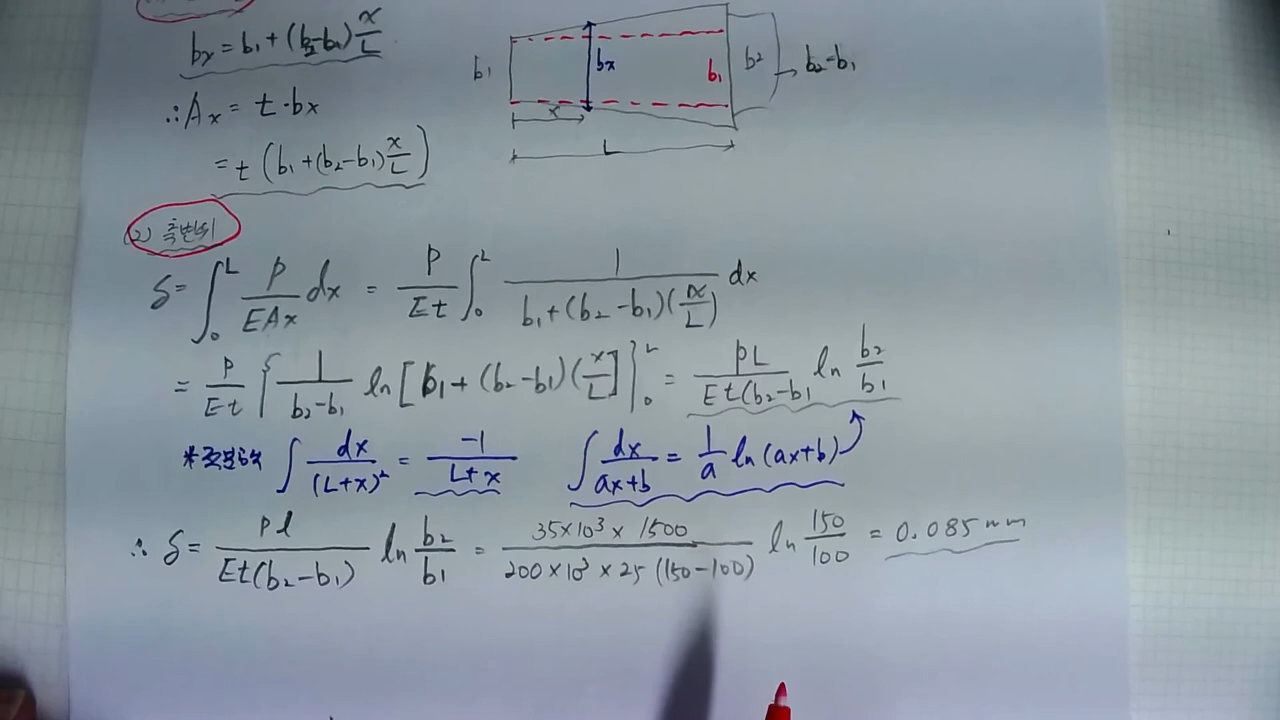 bx = b1 + (b2-b1) x/L
∴ Ax = t·bx
= t (b1+(b2-b1) x/L)
b1 bx b1 b2 → b2-b1
x
L
(2) 축변위
δ = ∫₀ᴸ P/EAx dx = P/Et ∫₀ᴸ 1/(b1+(b2-b1)(x/L)) dx
= P/Et { 1/(b2-b1) ln [b1+(b2-b1)(x/L)] }₀ᴸ = PL/(Et(b2-b1) ln b2/b1
* ∫ dx/(L+x)² = -1/(L+x) ∫ dx/(ax+b) = 1/a ln(ax+b)
∴ δ = Pl/(Et(b2-b1)) ln b2/b1 = 35×10³×1500/(200×10³×25(150-100)) ln 150/100 = 0.085mm